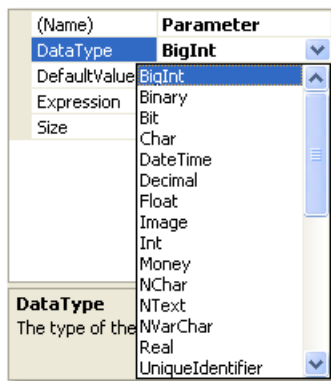 (Name) Parameter
DataType BigInt
DefaultValue BigInt
Expression Binary
Size Bit
Char
DateTime
Decimal
Float
Image
Int
Money
NChar
DataType NText
The type of the NVarChar
Real
UniqueIdentifier